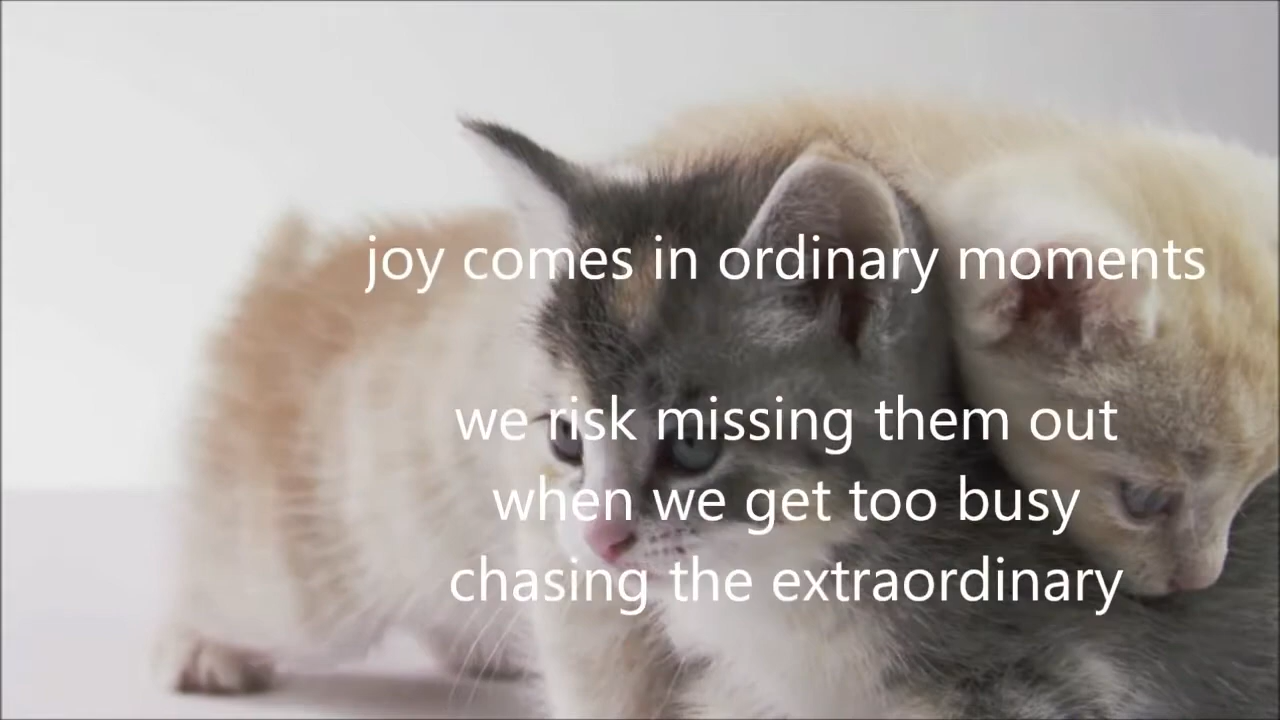 joy comes in ordinary moments
we risk missing them out
when we get too busy
chasing the extraordinary